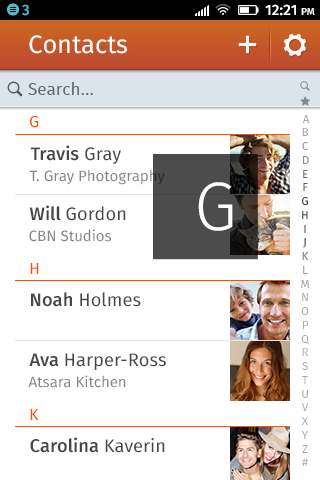 3
12:21 PM
Contacts
Search...
G
Travis Gray
T. Gray Photography
Will Gordon
CBN Studios
G
H
Noah Holmes
Ava Harper-Ross
Atsara Kitchen
K
Carolina Kaverin
A
B
C
D
E
F
G
H
I
J
K
L
M
N
O
P
Q
R
S
T
U
V
W
X
Y
Z
#